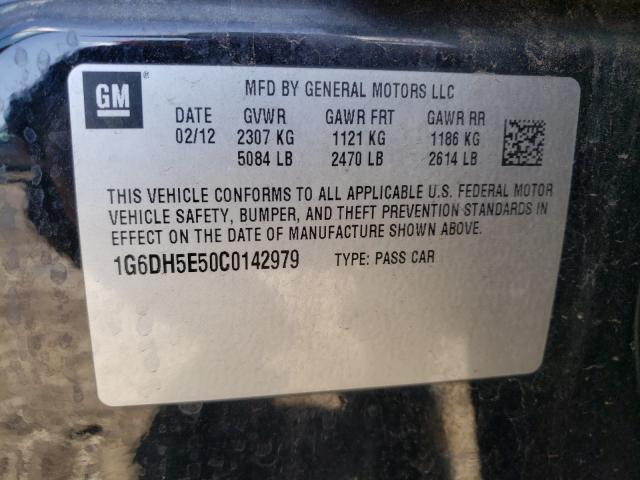 GM ® MFD BY GENERAL MOTORS LLC
DATE GVWR GAWR FRT GAWR RR
02/12 2307 KG 1121 KG 1186 KG
5084 LB 2470 LB 2614 LB
THIS VEHICLE CONFORMS TO ALL APPLICABLE U.S. FEDERAL MOTOR
VEHICLE SAFETY, BUMPER, AND THEFT PREVENTION STANDARDS IN
EFFECT ON THE DATE OF MANUFACTURE SHOWN ABOVE.
1G6DH5E50C0142979 TYPE: PASS CAR